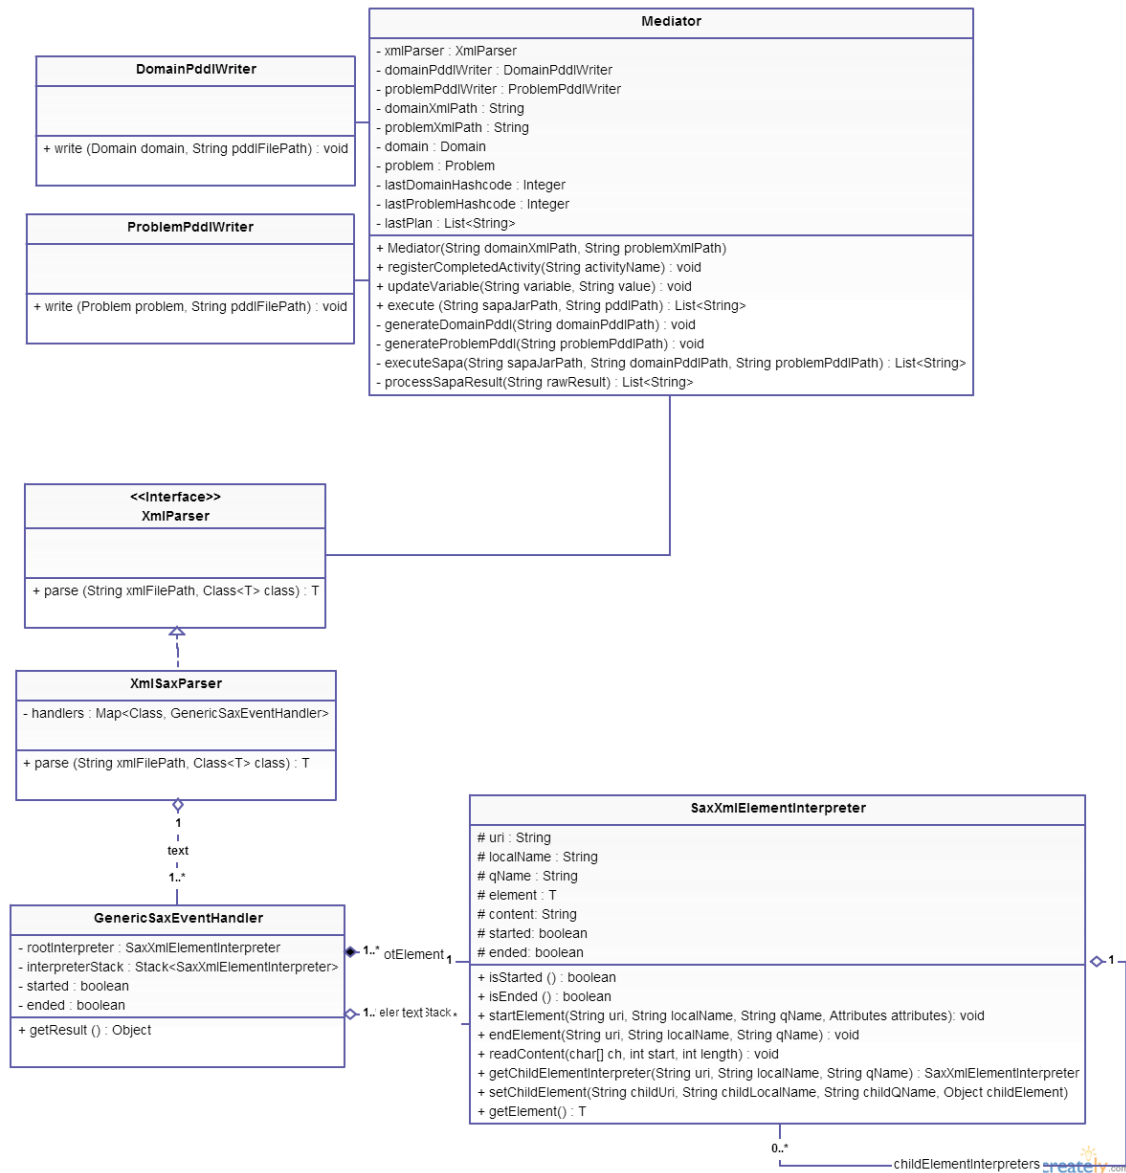 Mediator
- xmlParser : XmlParser
- domainPddlWriter : DomainPddlWriter
- problemPddlWriter : ProblemPddlWriter
- domainXmlPath : String
- problemXmlPath : String
- domain : Domain
- problem : Problem
- lastDomainHashcode : Integer
- lastProblemHashcode : Integer
- lastPlan : List<String>
+ Mediator(String domainXmlPath, String problemXmlPath)
+ registerCompletedActivity(String activityName) : void
+ updateVariable(String variable, String value) : void
+ execute (String sapaJarPath, String pddlPath) : List<String>
- generateDomainPddl(String domainPddlPath) : void
- generateProblemPddl(String problemPddlPath) : void
- executeSapa(String sapaJarPath, String domainPddlPath, String problemPddlPath) : List<String>
- processSapaResult(String rawResult) : List<String>
DomainPddlWriter
+ write (Domain domain, String pddlFilePath) : void
ProblemPddlWriter
+ write (Problem problem, String pddlFilePath) : void
<<Interface>>
XmlParser
+ parse (String xmlFilePath, Class<T> class) : T
XmlSaxParser
- handlers : Map<Class, GenericSaxEventHandler>
+ parse (String xmlFilePath, Class<T> class) : T
1
text
1..*
GenericSaxEventHandler
- rootInterpreter : SaxXmlElementInterpreter
- interpreterStack : Stack<SaxXmlElementInterpreter>
- started : boolean
- ended : boolean
+ getResult () : Object
1..* otElement 1
1.. eler text Stack *
SaxXmlElementInterpreter
# uri : String
# localName : String
# qName : String
# element : T
# content: String
# started: boolean
# ended: boolean
+ isStarted () : boolean
+ isEnded () : boolean
+ startElement(String uri, String localName, String qName, Attributes attributes): void
+ endElement(String uri, String localName, String qName) : void
+ readContent(char[] ch, int start, int length) : void
+ getChildElementInterpreter(String uri, String localName, String qName) : SaxXmlElementInterpreter
+ setChildElement(String childUri, String childLocalName, String childQName, Object childElement)
+ getElement() : T
1
0..*
childElementInterpreters
creately.com